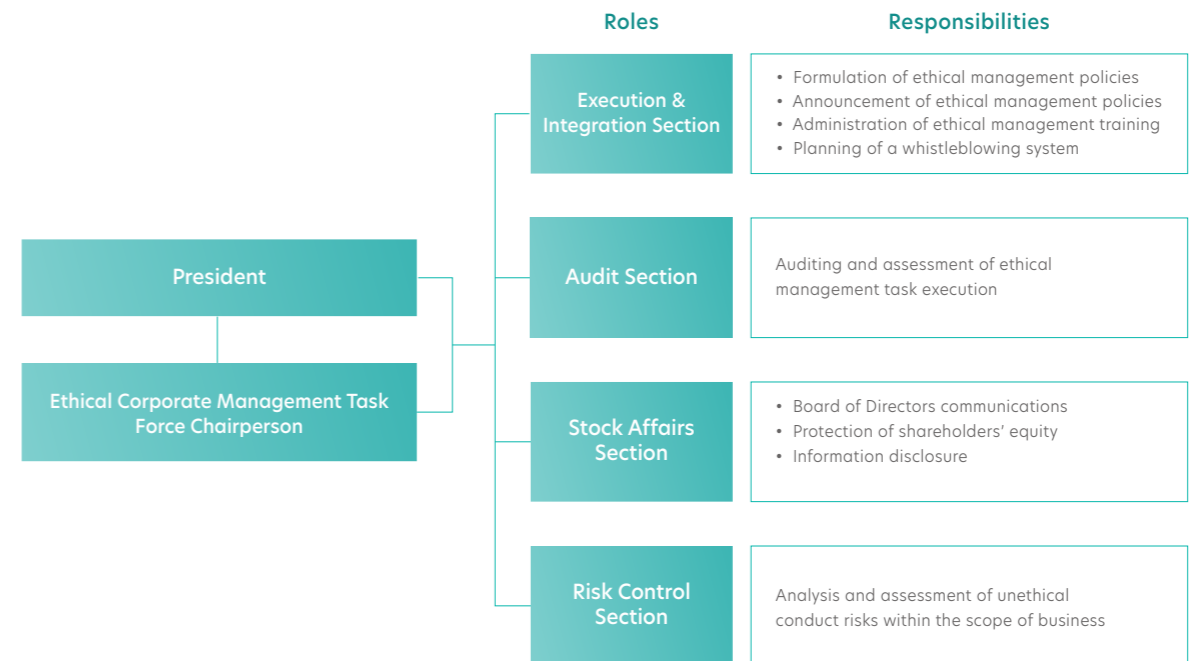 Roles
Responsibilities
Execution &
Integration Section
• Formulation of ethical management policies
• Announcement of ethical management policies
• Administration of ethical management training
• Planning of a whistleblowing system
President
Ethical Corporate Management Task
Force Chairperson
Audit Section
Auditing and assessment of ethical
management task execution
Stock Affairs
Section
• Board of Directors communications
• Protection of shareholders’ equity
• Information disclosure
Risk Control
Section
Analysis and assessment of unethical
conduct risks within the scope of business